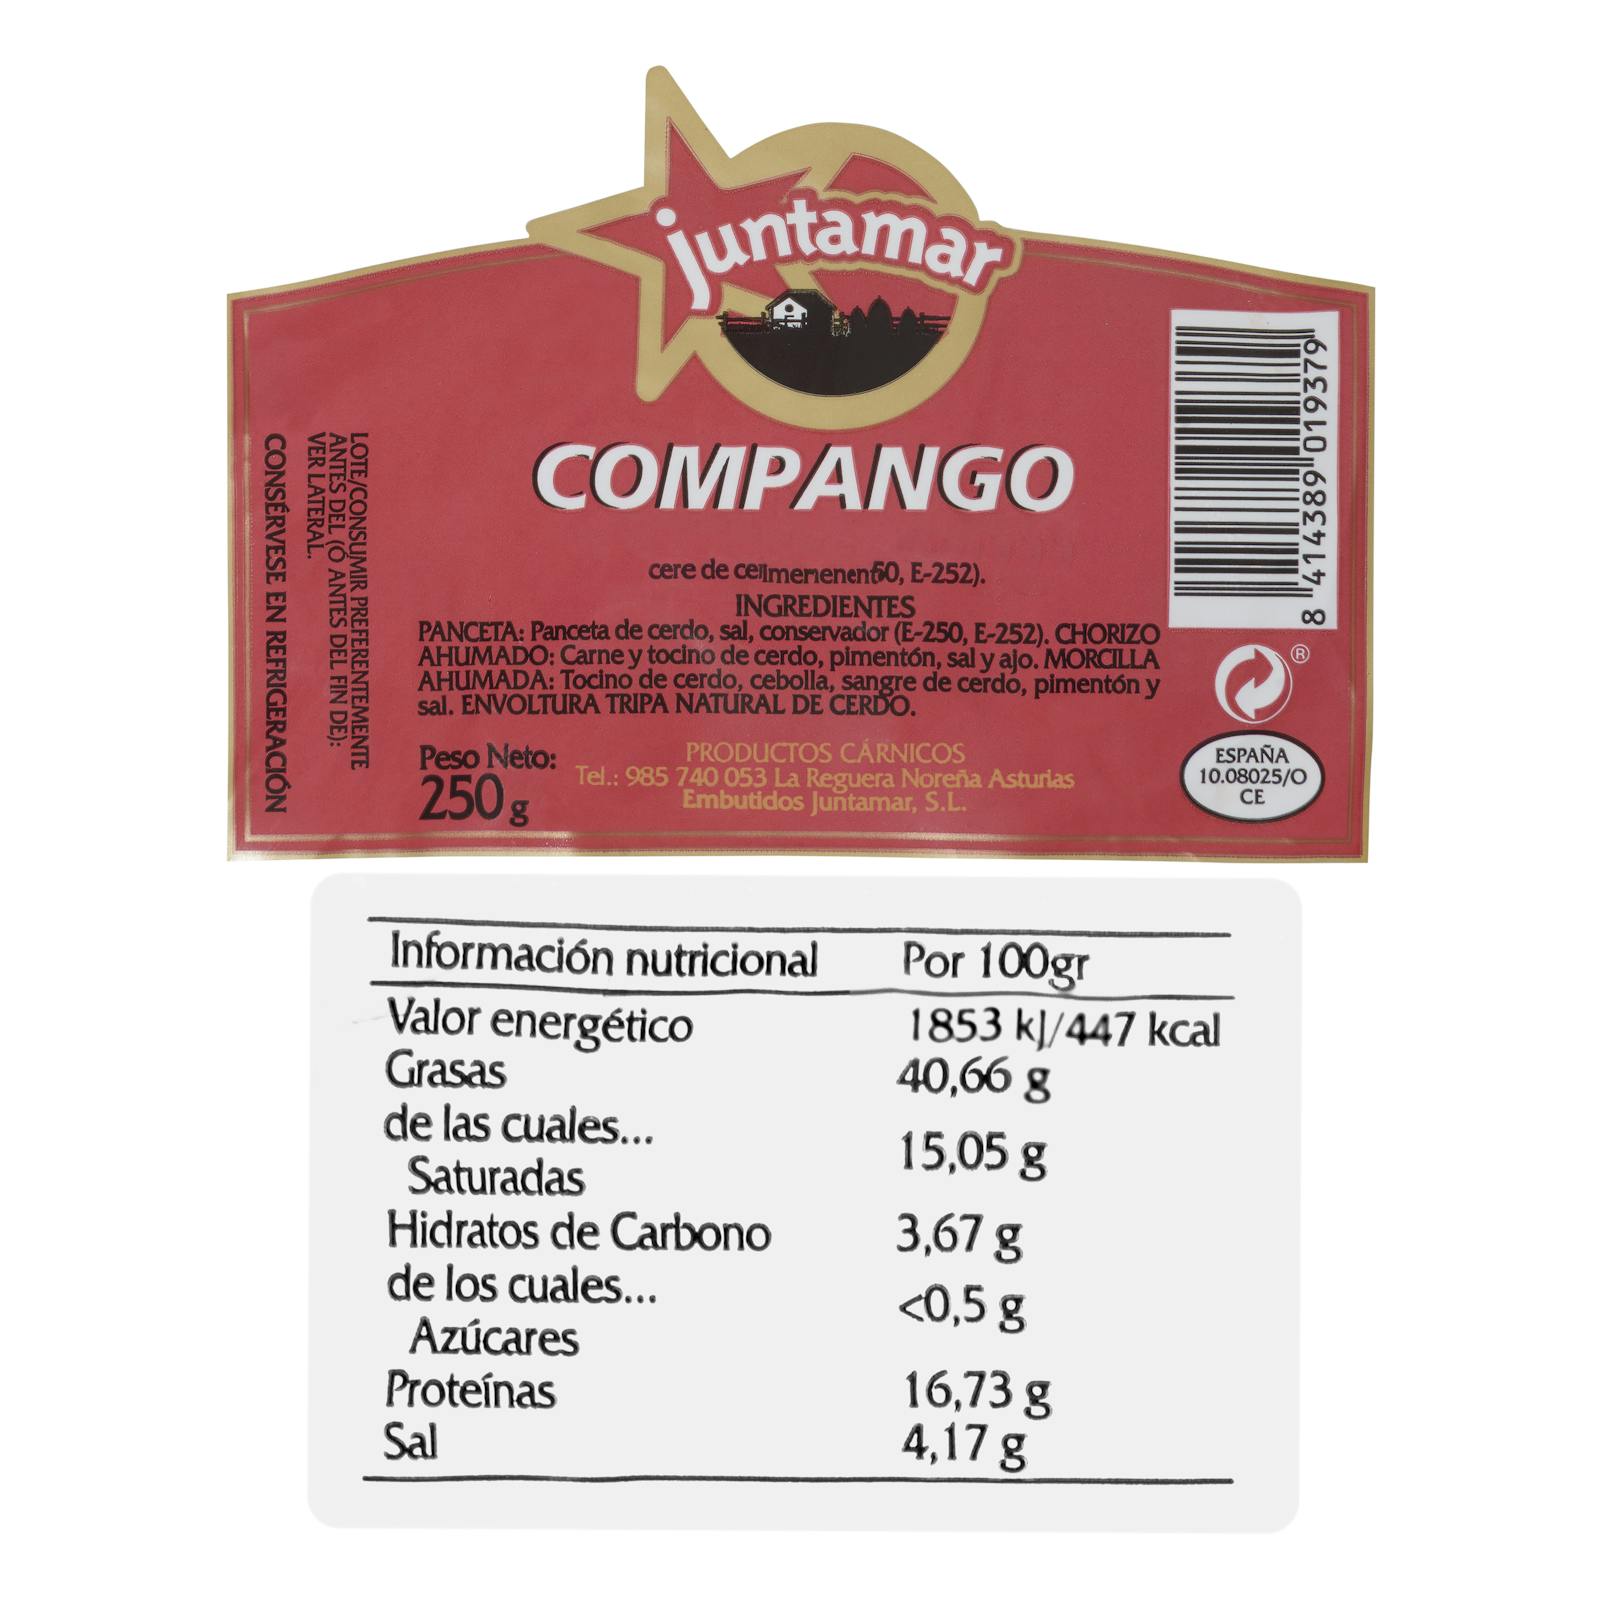 juntamar
COMPANGO
E-252).
INGREDIENTES
PANCETA: Panceta de cerdo, sal, conservador (E-250, E-252). CHORIZO
AHUMADO: Carne y tocino de cerdo, pimentón, sal y ajo. MORCILLA
AHUMADA: Tocino de cerdo, cebolla, sangre de cerdo, pimentón y
sal. ENVOLTURA TRIPA NATURAL DE CERDO.
Peso Neto:
250 g
PRODUCTOS CÁRNICOS
Tel.: 985 740 053 La Reguera Noreña Asturias
Embutidos Juntamar, S.L.
LOTE/CONSUMIR PREFERENTEMENTE
ANTES DEL (Ó ANTES DEL FIN DE):
VER LATERAL.
CONSÉRVESE EN REFRIGERACIÓN
8 414389 019379
®
ESPAÑA
10.08025/O
CE
Información nutricional Por 100gr
Valor energético 1853 kJ/447 kcal
Grasas 40,66 g
de las cuales...
Saturadas 15,05 g
Hidratos de Carbono 3,67 g
de los cuales...
Azúcares <0,5 g
Proteínas 16,73 g
Sal 4,17 g